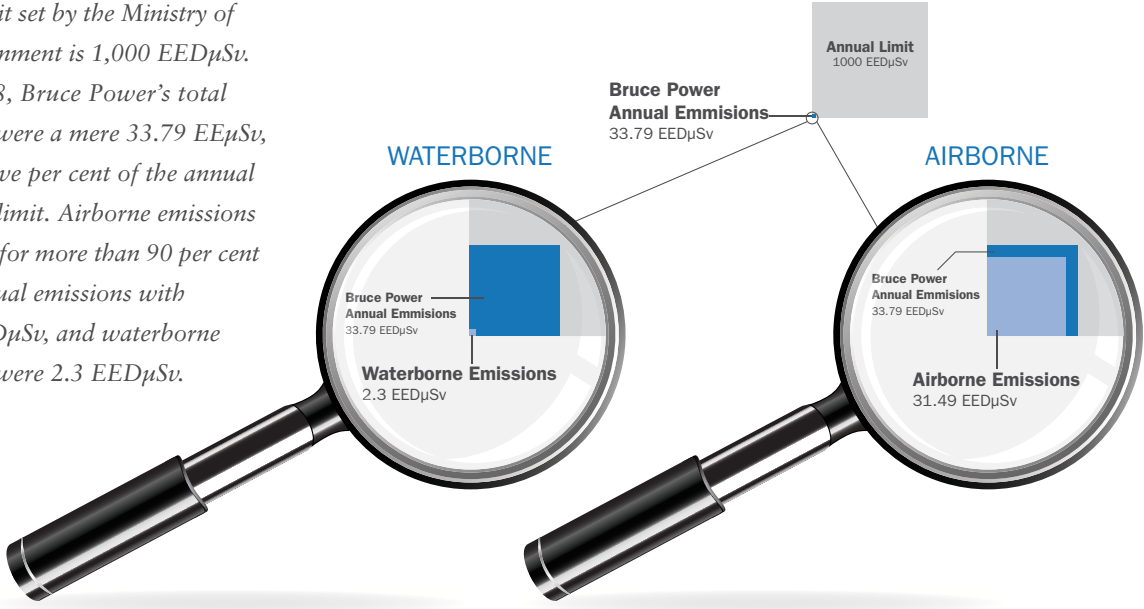 it set by the Ministry of
nment is 1,000 EEDµSv.
8, Bruce Power’s total
were a mere 33.79 EEµSv,
ve per cent of the annual
limit. Airborne emissions
for more than 90 per cent
ual emissions with
DµSv, and waterborne
were 2.3 EEDµSv.
Annual Limit
1000 EEDµSv
Bruce Power
Annual Emmisions
33.79 EEDµSv
WATERBORNE
Bruce Power
Annual Emmisions
33.79 EEDµSv
Waterborne Emissions
2.3 EEDµSv
AIRBORNE
Bruce Power
Annual Emmisions
33.79 EEDµSv
Airborne Emissions
31.49 EEDµSv